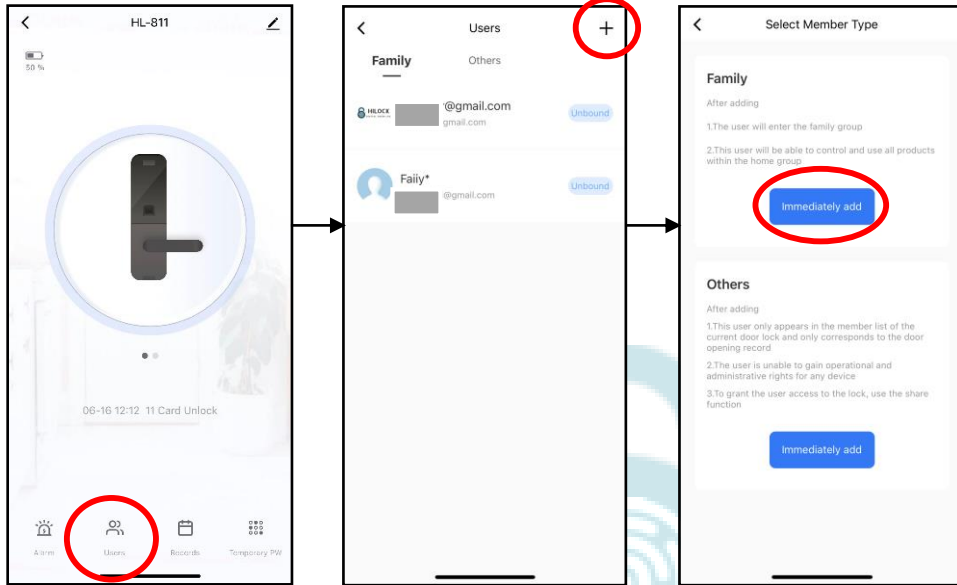 HL-811
58 %
06-16 12:12 11 Card Unlock
Alarm
Users
Records
Temporary PW
Users
Family
Others
HILOCK
@gmail.com
gmail.com
Unbound
Faiiy*
@gmail.com
Unbound
Select Member Type
Family
After adding
1.The user will enter the family group
2.This user will be able to control and use all products
within the home group
Immediately add
Others
After adding
1.This user only appears in the member list of the
current door lock and only corresponds to the door
opening record
2.The user is unable to gain operational and
administrative rights for any device
3.To grant the user access to the lock, use the share
function
Immediately add